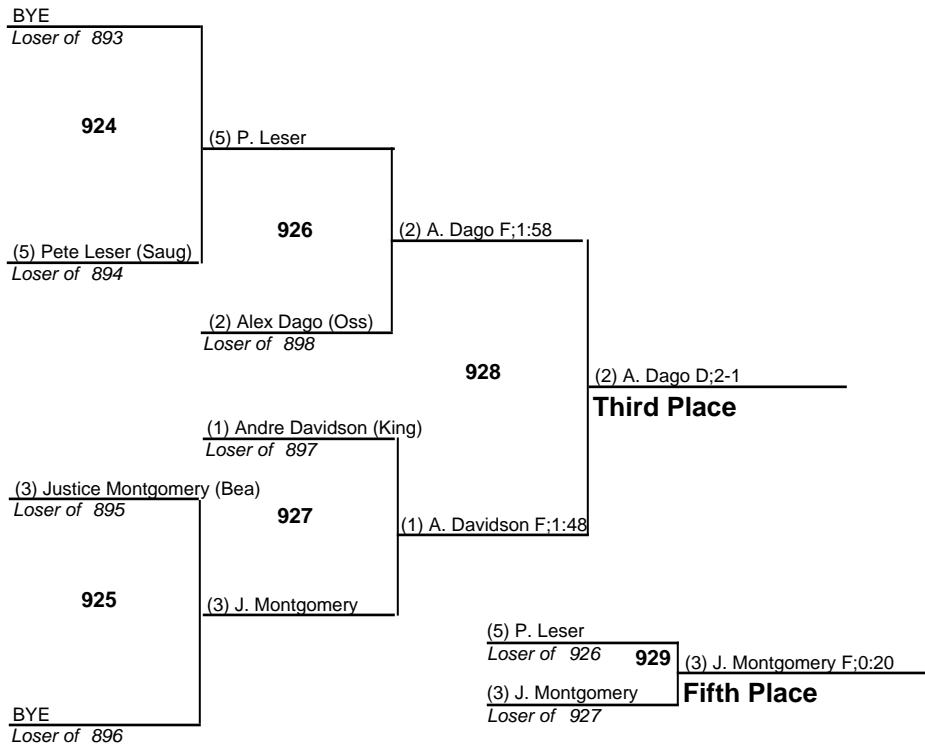 BYE
Loser of 893
924
(5) P. Leser
926
(2) A. Dago F;1:58
(5) Pete Leser (Saug)
Loser of 894
(2) Alex Dago (Oss)
Loser of 898
928
(2) A. Dago D;2-1
Third Place
(1) Andre Davidson (King)
Loser of 897
(3) Justice Montgomery (Bea)
Loser of 895
927
(1) A. Davidson F;1:48
925
(3) J. Montgomery
(5) P. Leser
Loser of 926
929
(3) J. Montgomery F;0:20
Fifth Place
(3) J. Montgomery
Loser of 927
BYE
Loser of 896